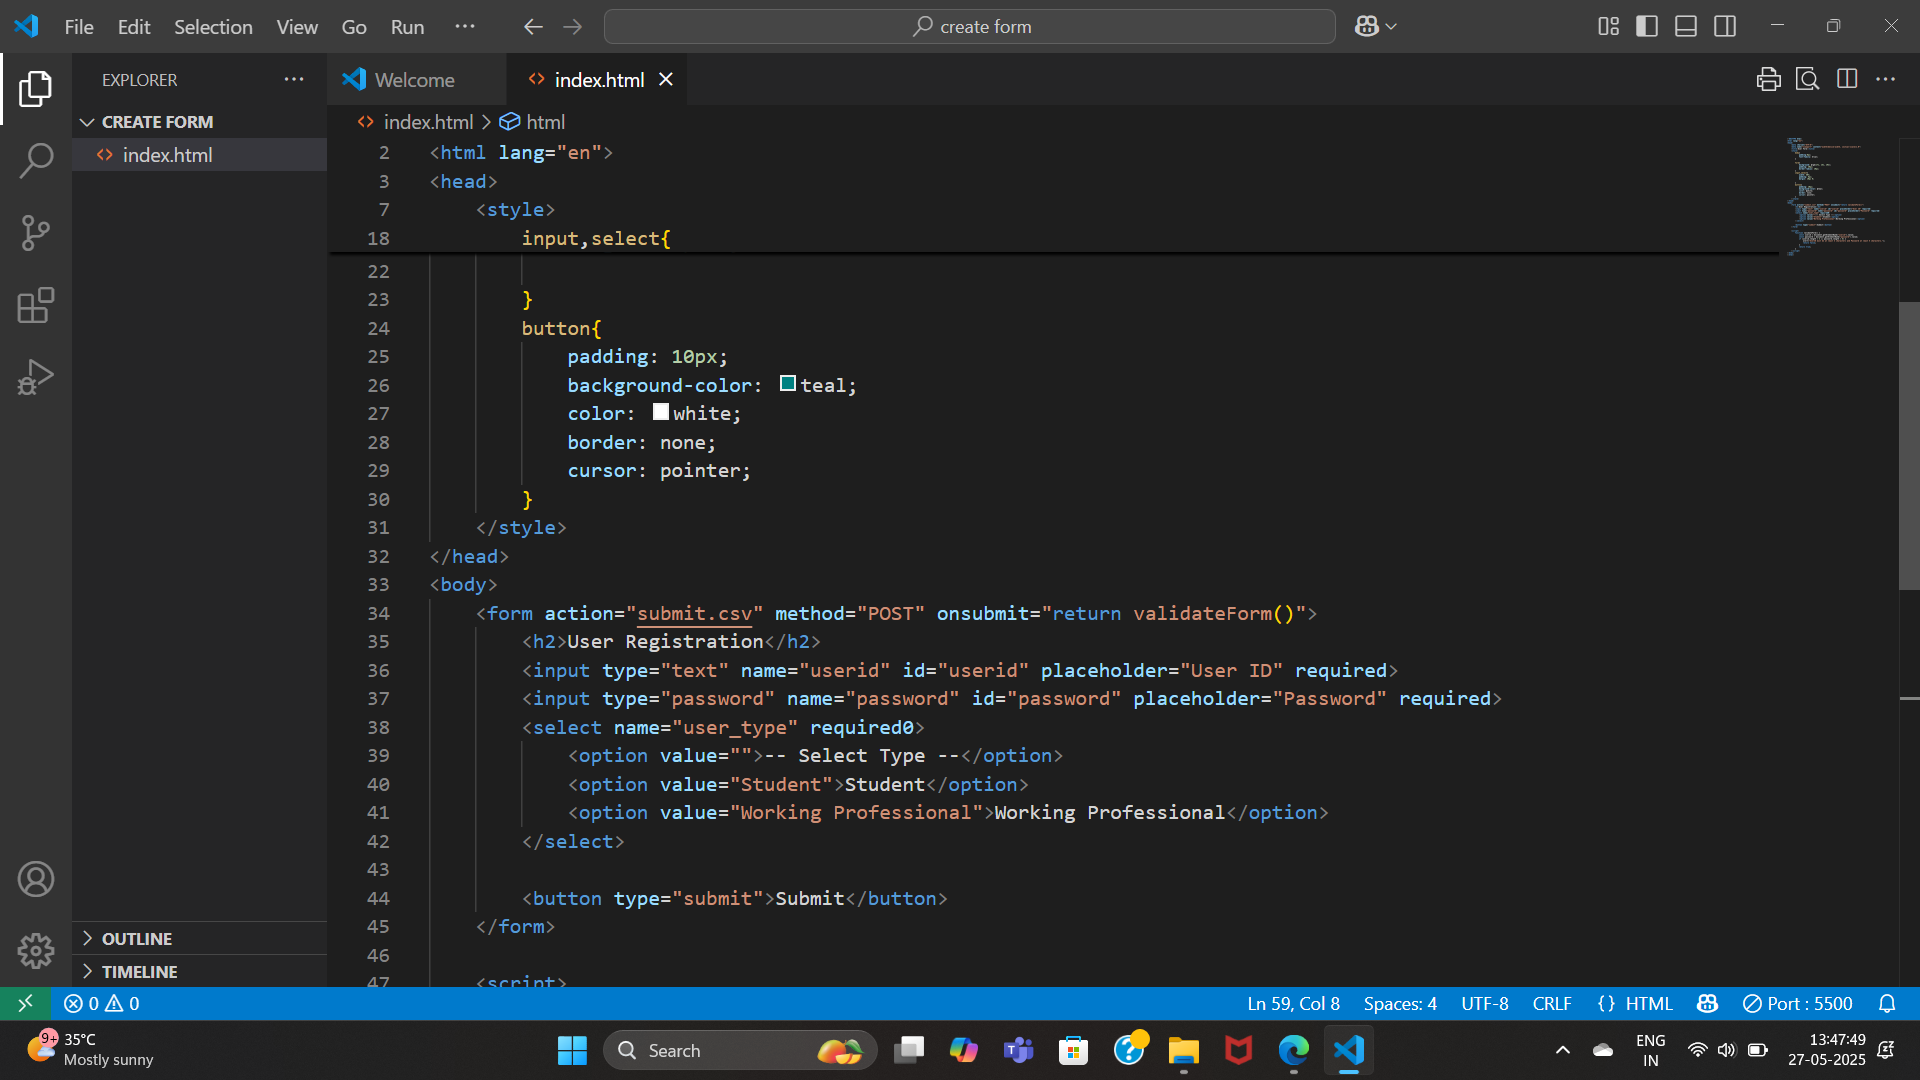 File Edit Selection View Go Run ··· create form
EXPLORER ···
Welcome
index.html
CREATE FORM
index.html
index.html > html
2 <html lang="en">
3 <head>
7 <style>
18 input,select{
22
23 }
24 button{
25 padding: 10px;
26 background-color: teal;
27 color: white;
28 border: none;
29 cursor: pointer;
30 }
31 </style>
32 </head>
33 <body>
34 <form action="submit.csv" method="POST" onsubmit="return validateForm()">
35 <h2>User Registration</h2>
36 <input type="text" name="userid" id="userid" placeholder="User ID" required>
37 <input type="password" name="password" id="password" placeholder="Password" required>
38 <select name="user_type" required0>
39 <option value="">-- Select Type --</option>
40 <option value="Student">Student</option>
41 <option value="Working Professional">Working Professional</option>
42 </select>
43
44 <button type="submit">Submit</button>
45 </form>
46
47 <script>
OUTLINE
TIMELINE
0 0 Ln 59, Col 8 Spaces: 4 UTF-8 CRLF {} HTML Port : 5500
9+ 35°C
Mostly sunny
Search
ENG
IN
13:47:49
27-05-2025